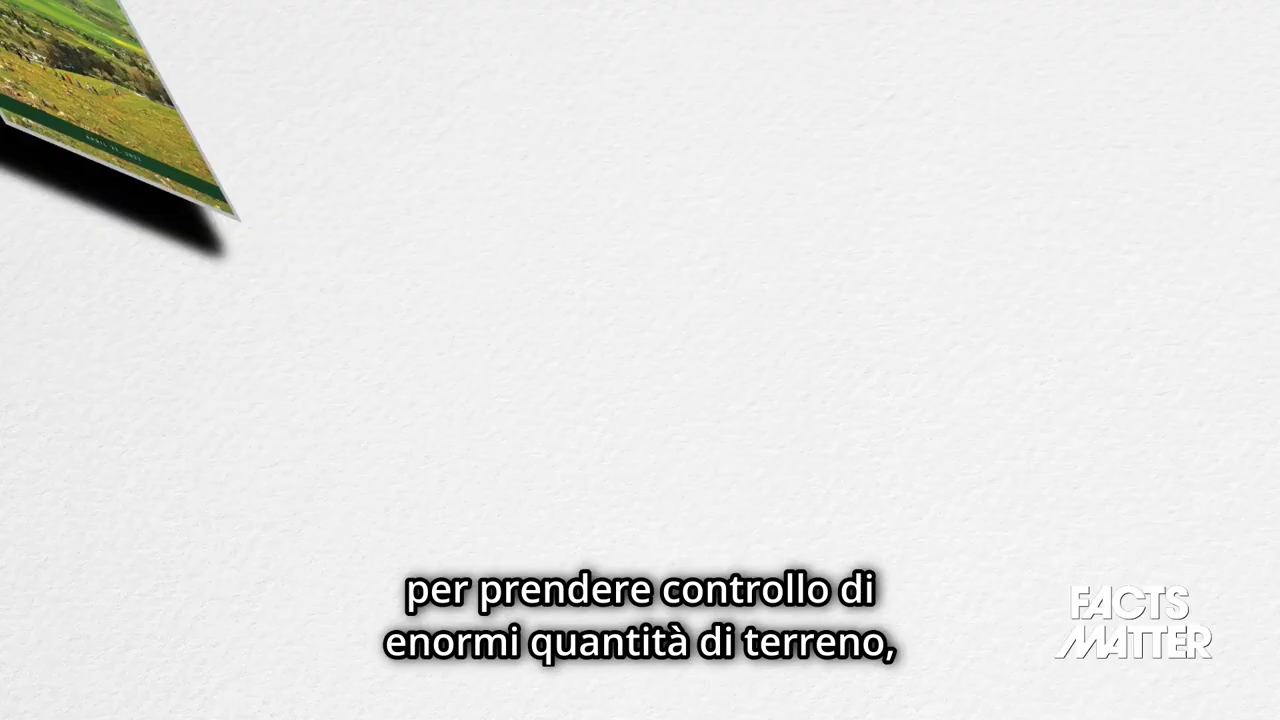 per prendere controllo di
enormi quantità di terreno,
FACTS
MATTER